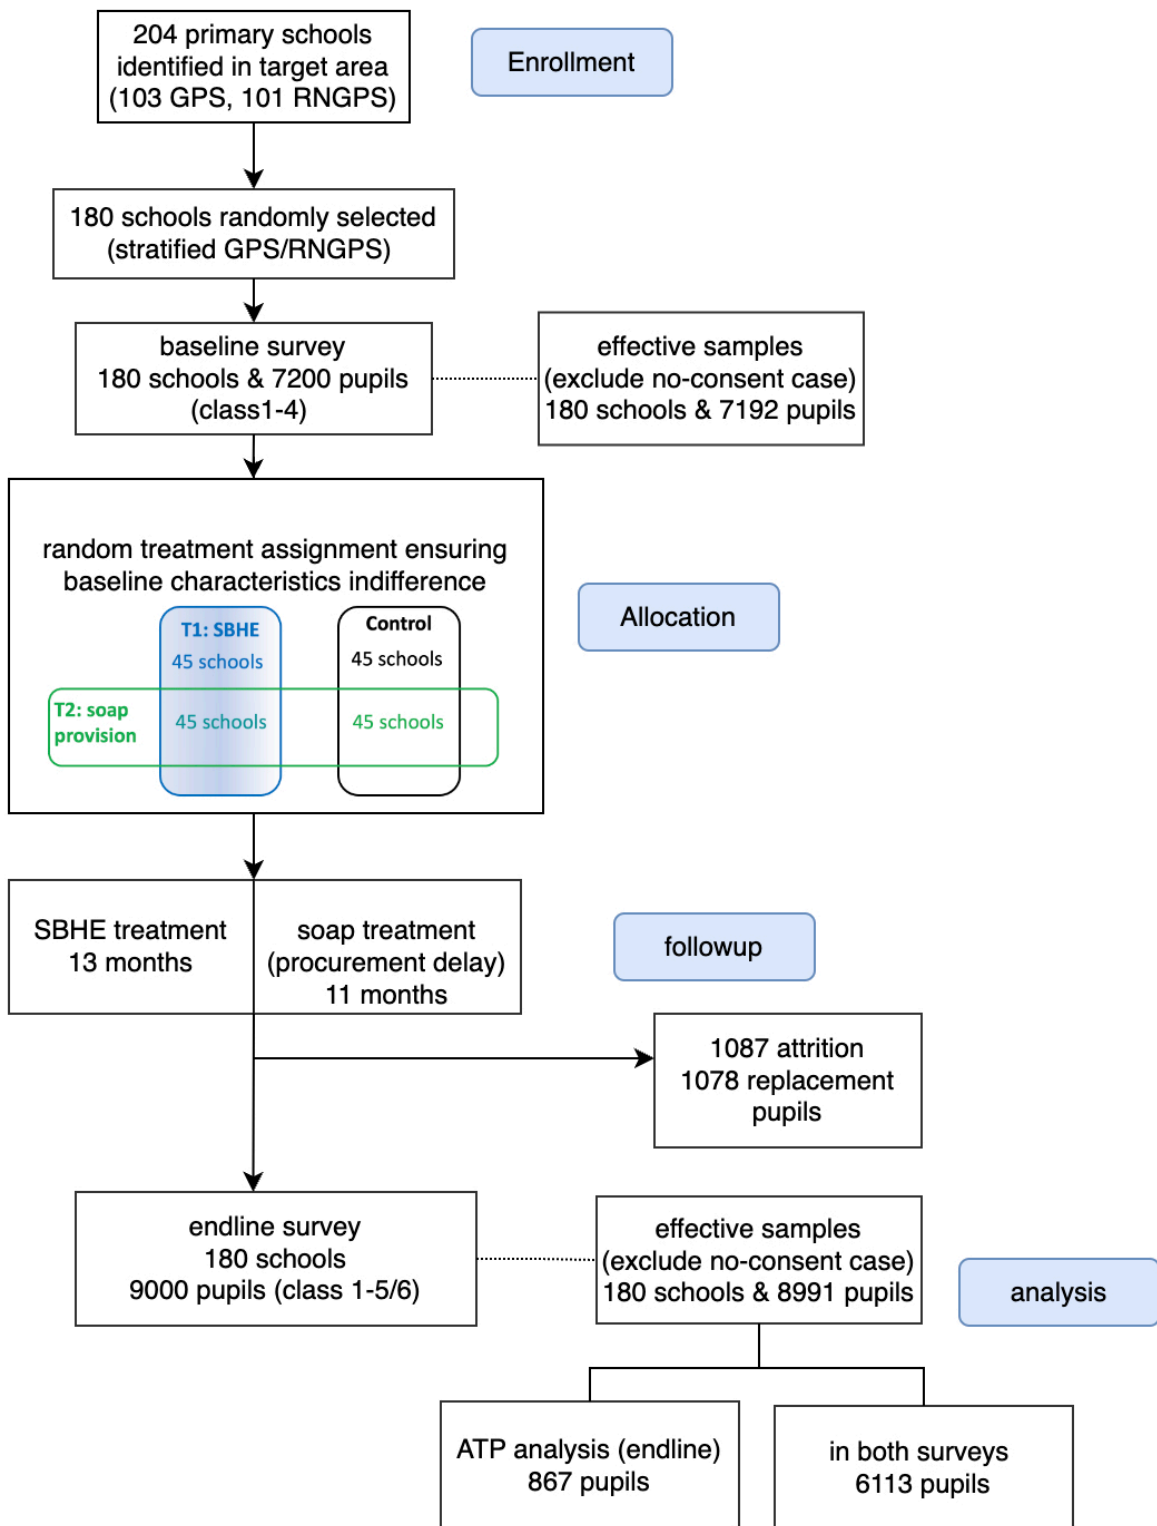 204 primary schools
identified in target area
(103 GPS, 101 RNGPS)
Enrollment
180 schools randomly selected
(stratified GPS/RNGPS)
baseline survey
180 schools & 7200 pupils
(class1-4)
effective samples
(exclude no-consent case)
180 schools & 7192 pupils
random treatment assignment ensuring
baseline characteristics indifference
T1: SBHE
45 schools
Control
45 schools
T2: soap
provision
45 schools
45 schools
Allocation
SBHE treatment
13 months
soap treatment
(procurement delay)
11 months
followup
1087 attrition
1078 replacement
pupils
endline survey
180 schools
9000 pupils (class 1-5/6)
effective samples
(exclude no-consent case)
180 schools & 8991 pupils
analysis
ATP analysis (endline)
867 pupils
in both surveys
6113 pupils